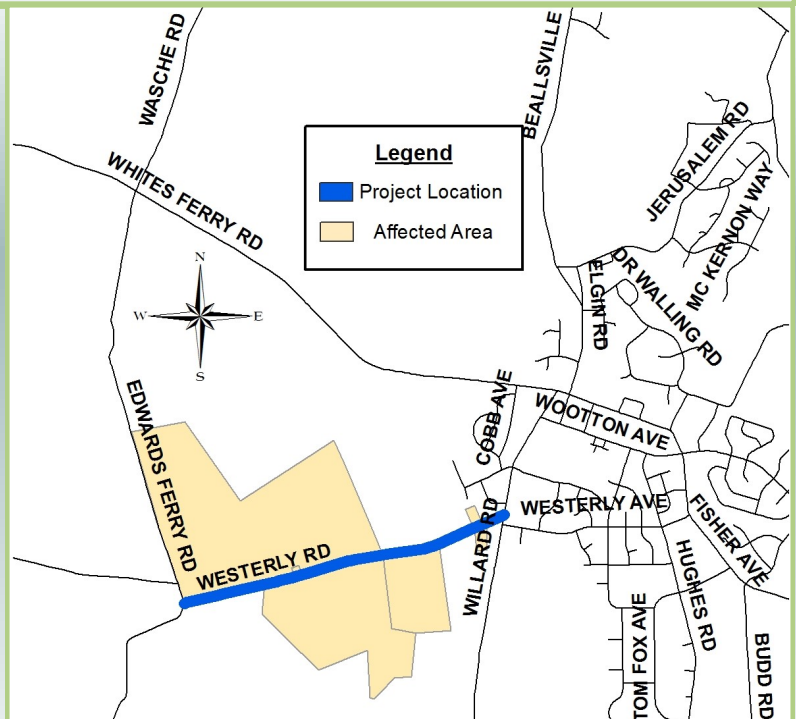 WASCHE RD
BEALLSVILLE
WHITES FERRY RD
Legend
Project Location
Affected Area
JERUSALEM RD
MC KERNON WAY
DR WALLING RD
ELGIN RD
N
W
E
S
EDWARDS FERRY RD
COBB AVE
WOOTTON AVE
WESTERLY AVE
FISHER AVE
WESTERLY RD
WILLARD RD
HUGHES RD
TOM FOX AVE
BUDD RD